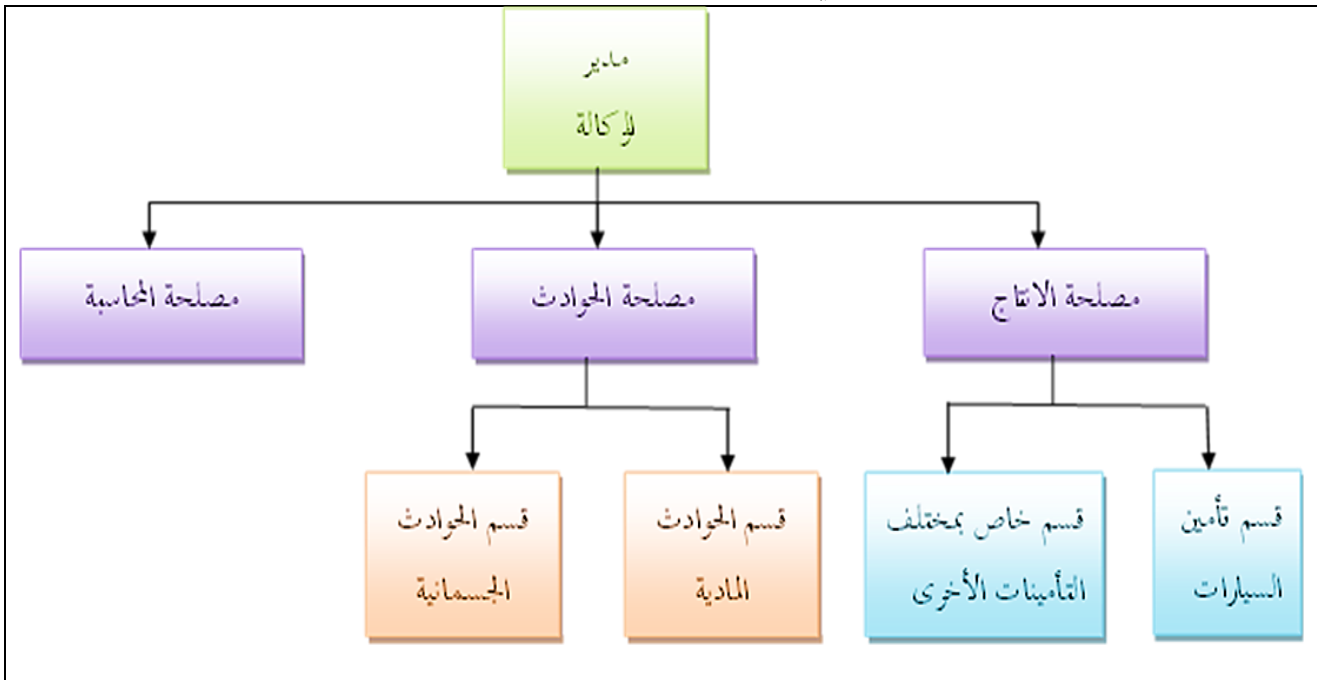 مدير
للوكالة
مصلحة الانتاج
مصلحة الحوادث
مصلحة المحاسبة
قسم تأمين
السيارات
قسم خاص بمختلف
التأمينات الأخرى
قسم الحوادث
المادية
قسم الحوادث
الجسمانية